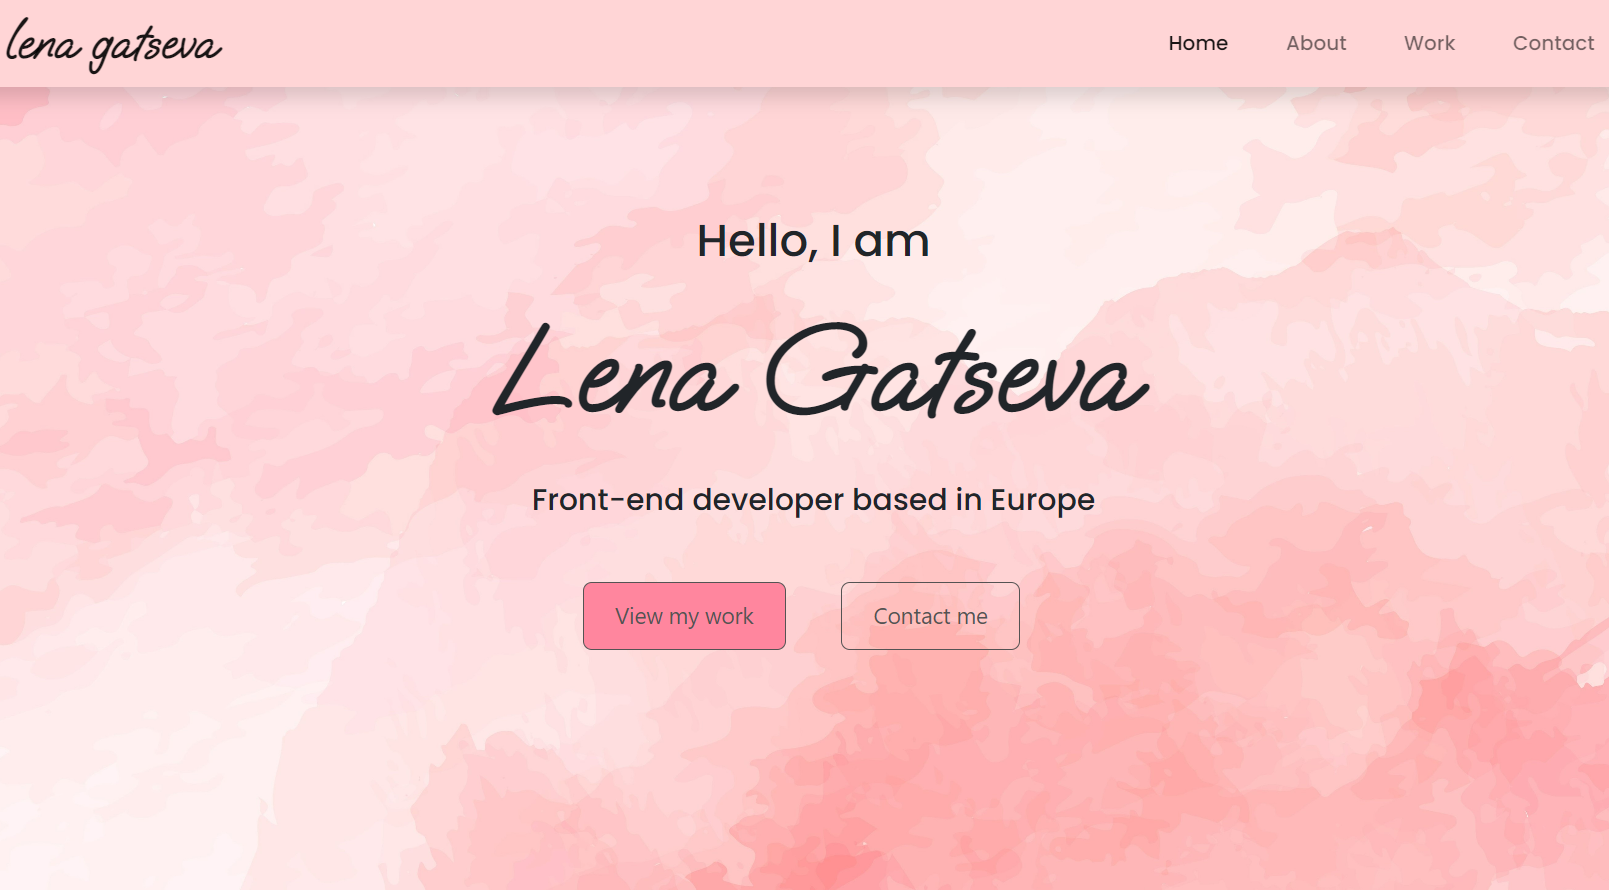 lena gatseva
Home About Work Contact
Hello, I am
Lena Gatseva
Front-end developer based in Europe
View my work Contact me